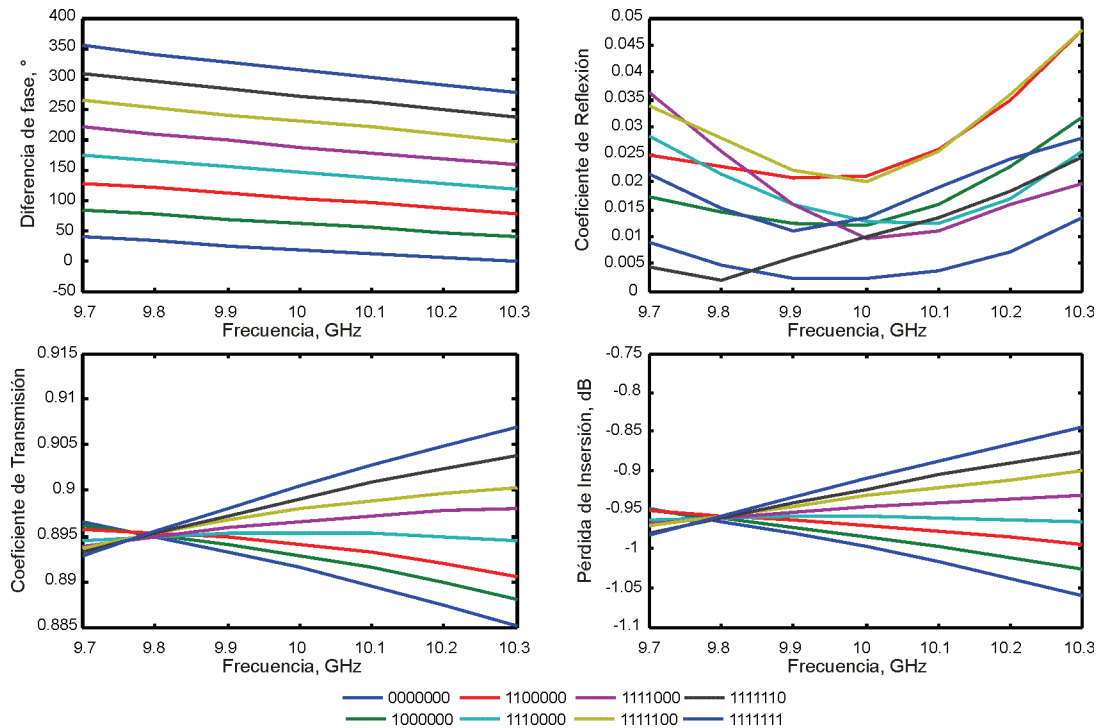 400
350
300
250
200
150
100
50
0
-50
Diferencia de fase, °
9.7 9.8 9.9 10 10.1 10.2 10.3
Frecuencia, GHz
0.05
0.045
0.04
0.035
0.03
0.025
0.02
0.015
0.01
0.005
0
Coeficiente de Reflexión
9.7 9.8 9.9 10 10.1 10.2 10.3
Frecuencia, GHz
0.915
0.91
0.905
0.9
0.895
0.89
0.885
Coeficiente de Transmisión
9.7 9.8 9.9 10 10.1 10.2 10.3
Frecuencia, GHz
-0.75
-0.8
-0.85
-0.9
-0.95
-1
-1.05
-1.1
Pérdida de Insersión, dB
9.7 9.8 9.9 10 10.1 10.2 10.3
Frecuencia, GHz
0000000 1100000 1111000 1111110
1000000 1110000 1111100 1111111